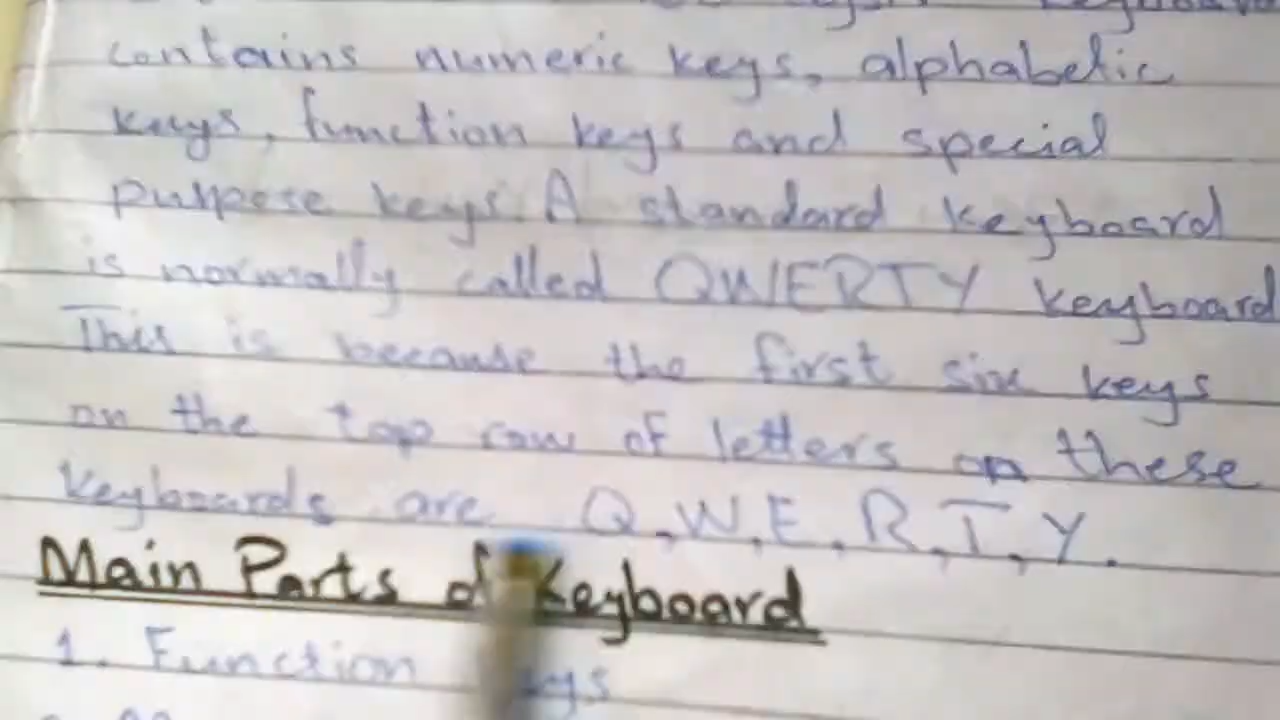 contains numeric keys, alphabetic
keys, function keys and special
purpose keys. A standard keyboard
is normally called QWERTY keyboard
This is because the first six keys
on the top row of letters on these
keyboards are Q, W, E, R, T, Y.
Main Parts of Keyboard
1. Function keys